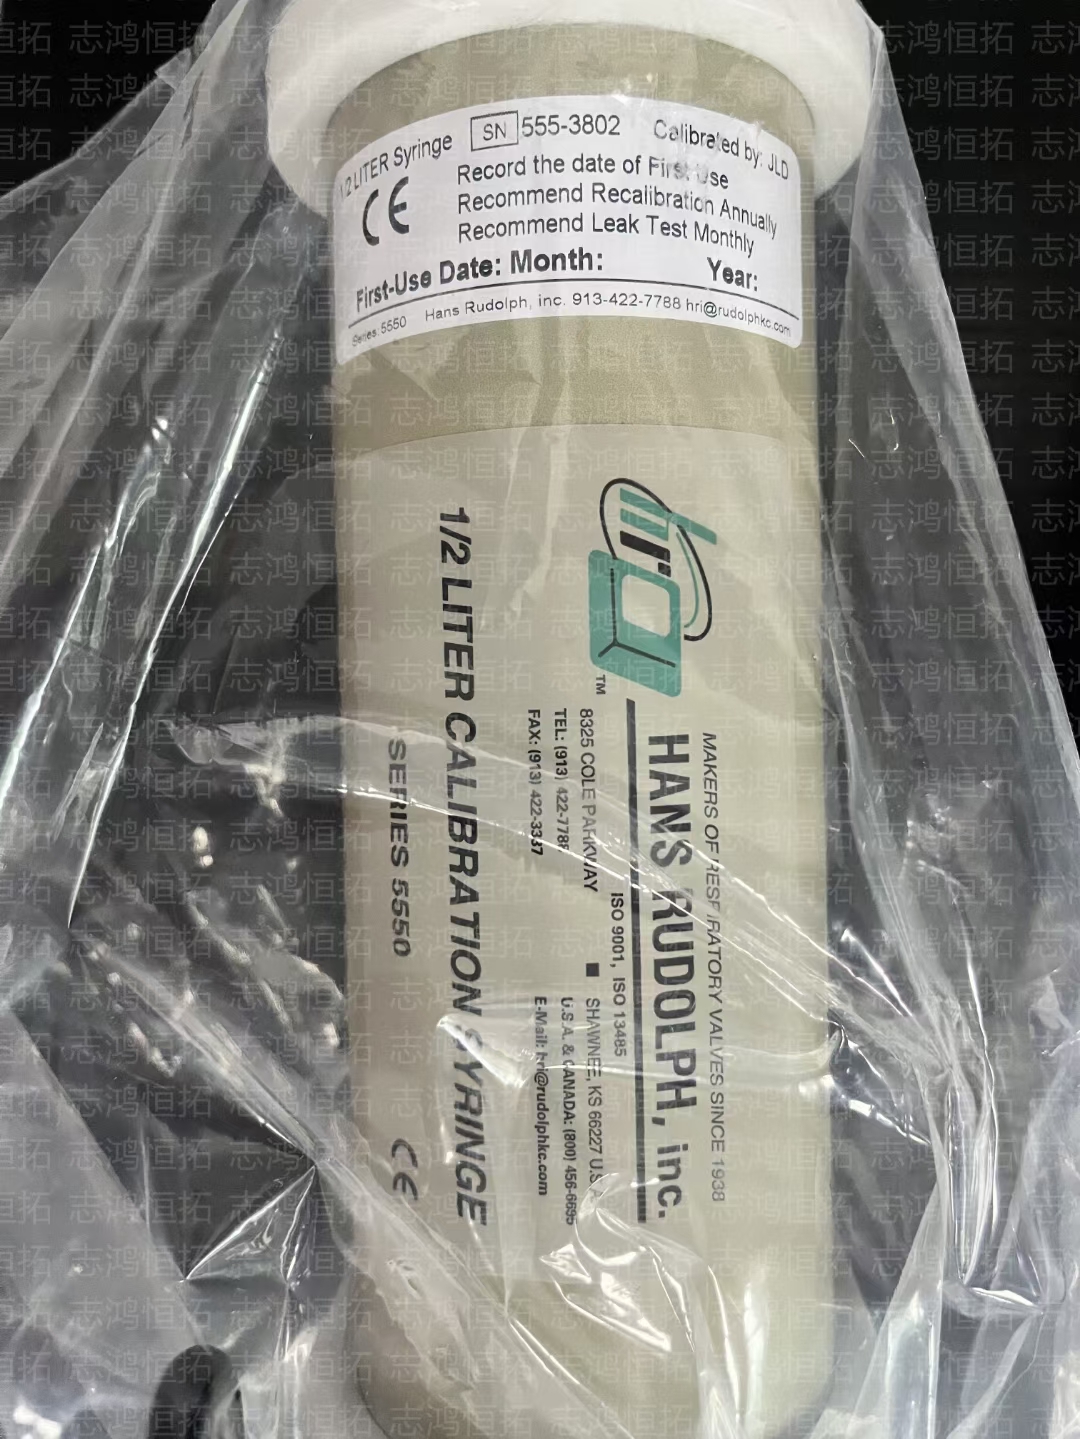 1/2 LITER Syringe SN 555-3802 Calibrated by: JLD
CE
Record the date of First Use
Recommend Recalibration Annually
Recommend Leak Test Monthly
First-Use Date: Month: Year:
Series 5550 Hans Rudolph, inc. 913-422-7788 hri@rudolphkc.com
hr
TM
MAKERS OF RESPIRATORY VALVES SINCE 1938
HANS RUDOLPH, inc.
ISO 9001, ISO 13485
8325 COLE PARKWAY ■ SHAWNEE, KS 66227 U.S.A.
TEL: (913) 422-7788 U.S.A. & CANADA: (800) 456-6695
FAX: (913) 422-3337 E-Mail: hri@rudolphkc.com
1/2 LITER CALIBRATION SYRINGE
SERIES 5550 CE
志鸿恒拓